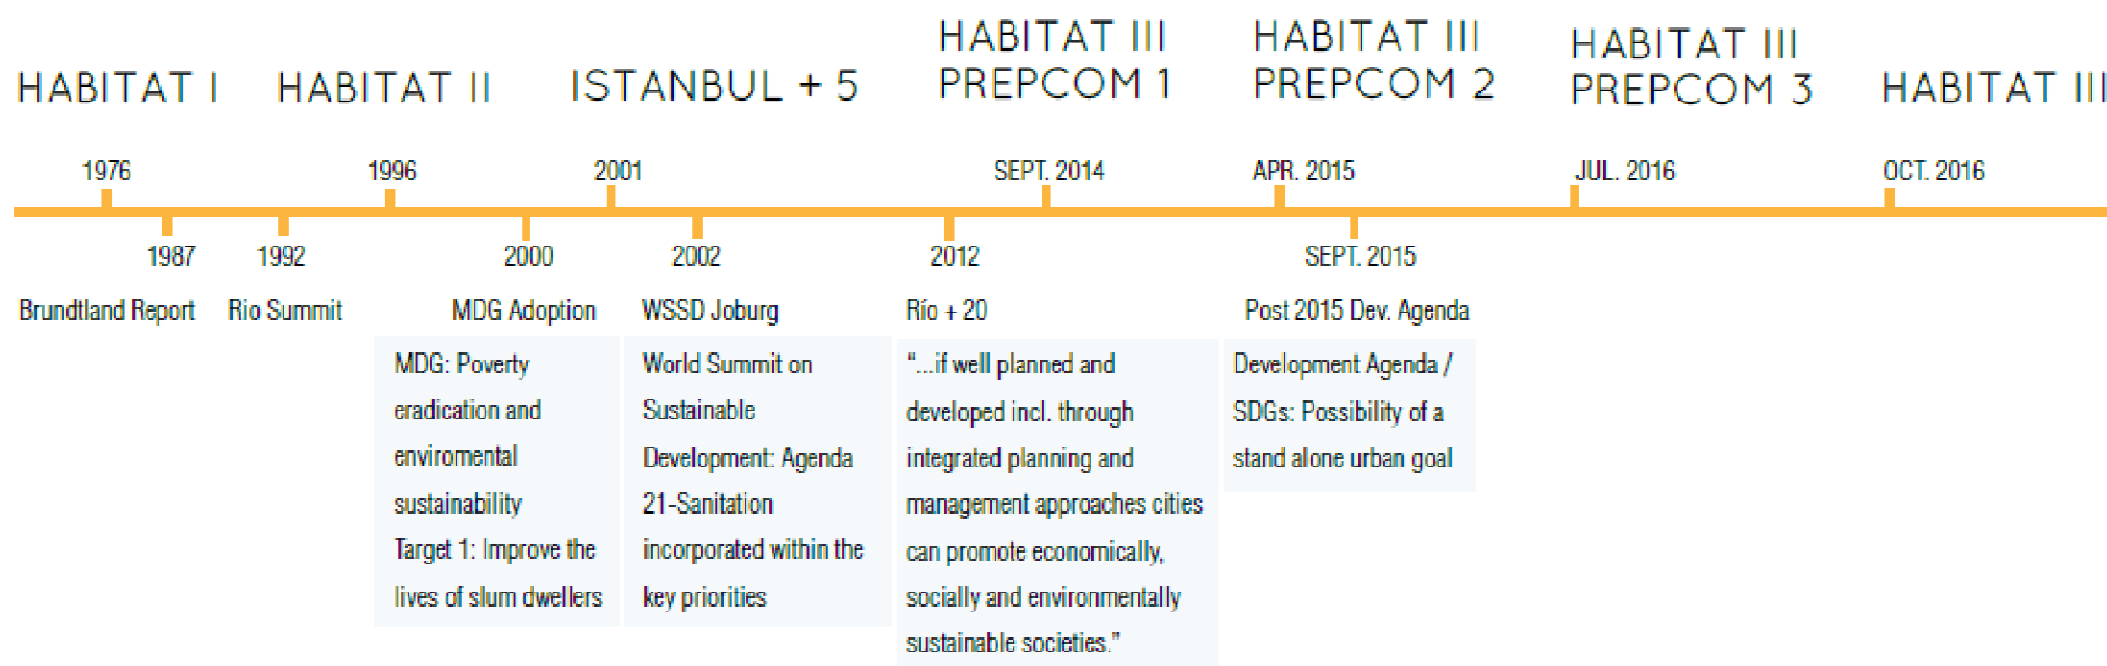 HABITAT I
HABITAT II
ISTANBUL + 5
HABITAT III
PREPCOM 1
HABITAT III
PREPCOM 2
HABITAT III
PREPCOM 3
HABITAT III
1976
1996
2001
SEPT. 2014
APR. 2015
JUL. 2016
OCT. 2016
1987
1992
2000
2002
2012
SEPT. 2015
Brundtland Report
Rio Summit
MDG Adoption
MDG: Poverty
eradication and
enviromental
sustainability
Target 1: Improve the
lives of slum dwellers
WSSD Joburg
World Summit on
Sustainable
Development: Agenda
21-Sanitation
incorporated within the
key priorities
Río + 20
“...if well planned and
developed incl. through
integrated planning and
management approaches cities
can promote economically,
socially and environmentally
sustainable societies.”
Post 2015 Dev. Agenda
Development Agenda /
SDGs: Possibility of a
stand alone urban goal